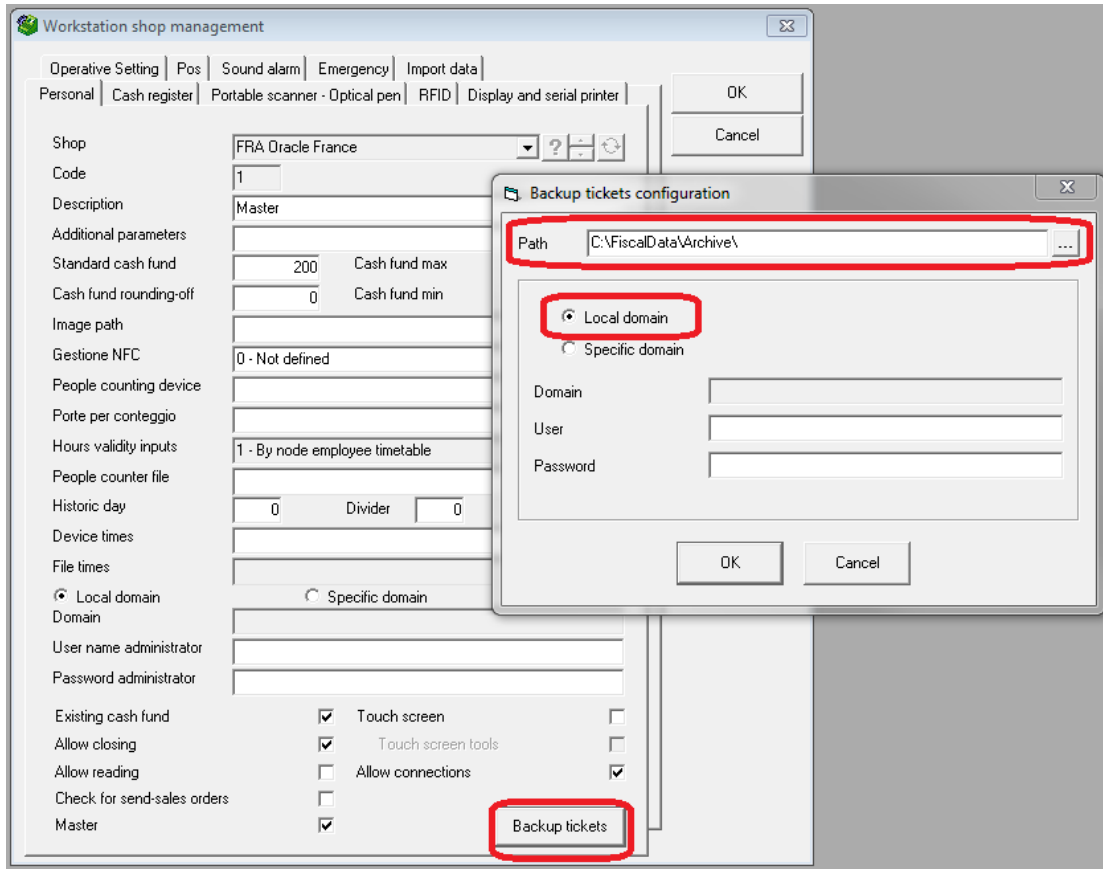 Workstation shop management
Operative Setting Pos Sound alarm Emergency Import data
Personal Cash register Portable scanner - Optical pen RFID Display and serial printer
OK
Cancel
Shop FRA Oracle France ?
Code 1
Description Master
Additional parameters
Standard cash fund 200 Cash fund max
Cash fund rounding-off 0 Cash fund min
Image path
Gestione NFC 0 - Not defined
People counting device
Porte per conteggio
Hours validity inputs 1 - By node employee timetable
People counter file
Historic day 0 Divider 0
Device times
File times
Local domain Specific domain
Domain
User name administrator
Password administrator
Existing cash fund Touch screen
Allow closing Touch screen tools
Allow reading Allow connections
Check for send-sales orders
Master Backup tickets
Backup tickets configuration
Path C:\FiscalData\Archive\ ...
Local domain
Specific domain
Domain
User
Password
OK Cancel